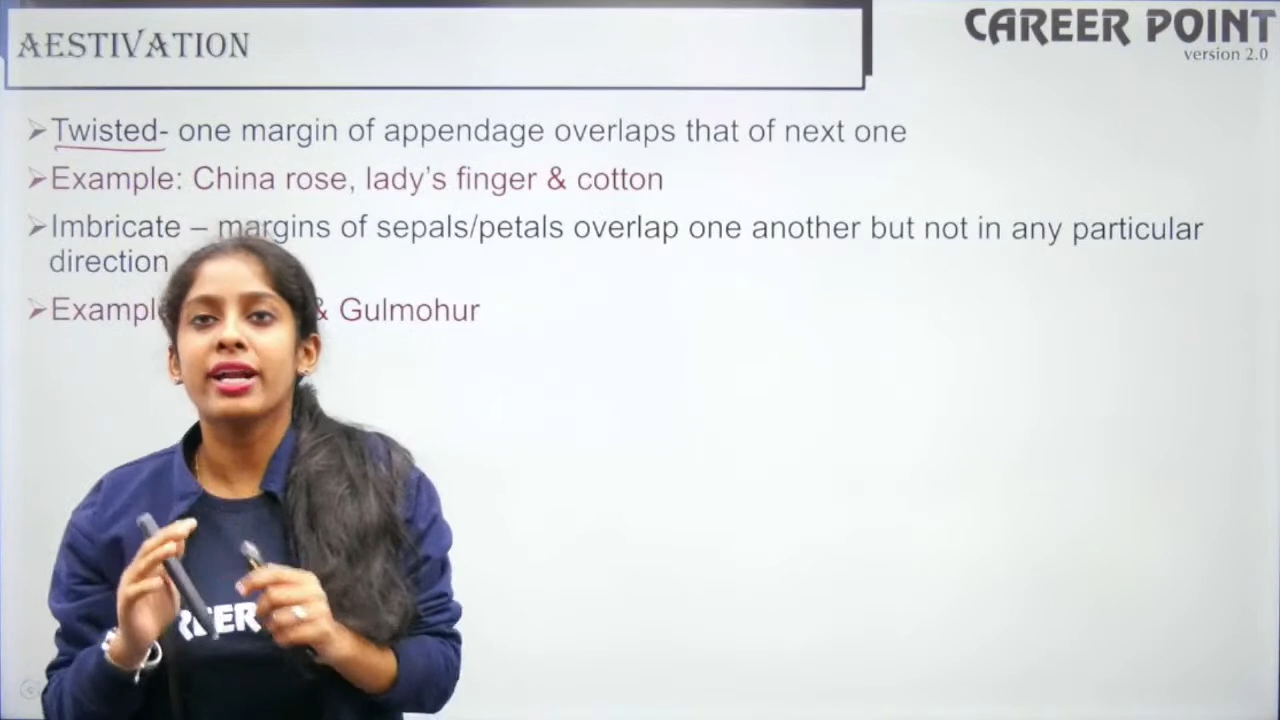 AESTIVATION
CAREER POINT
version 2.0
Twisted- one margin of appendage overlaps that of next one
Example: China rose, lady's finger & cotton
Imbricate – margins of sepals/petals overlap one another but not in any particular
direction
& Gulmohur